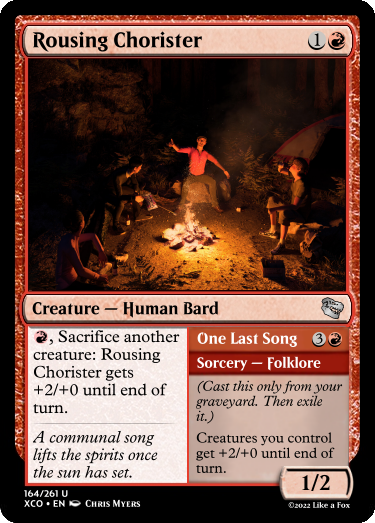 Rousing Chorister 1R
Creature — Human Bard
R, Sacrifice another
creature: Rousing
Chorister gets
+2/+0 until end of
turn.
A communal song
lifts the spirits once
the sun has set.
One Last Song 3R
Sorcery — Folklore
(Cast this only from your
graveyard. Then exile
it.)
Creatures you control
get +2/+0 until end of
turn.
1/2
164/261 U
XCO • EN Chris Myers
©2022 Like a Fox